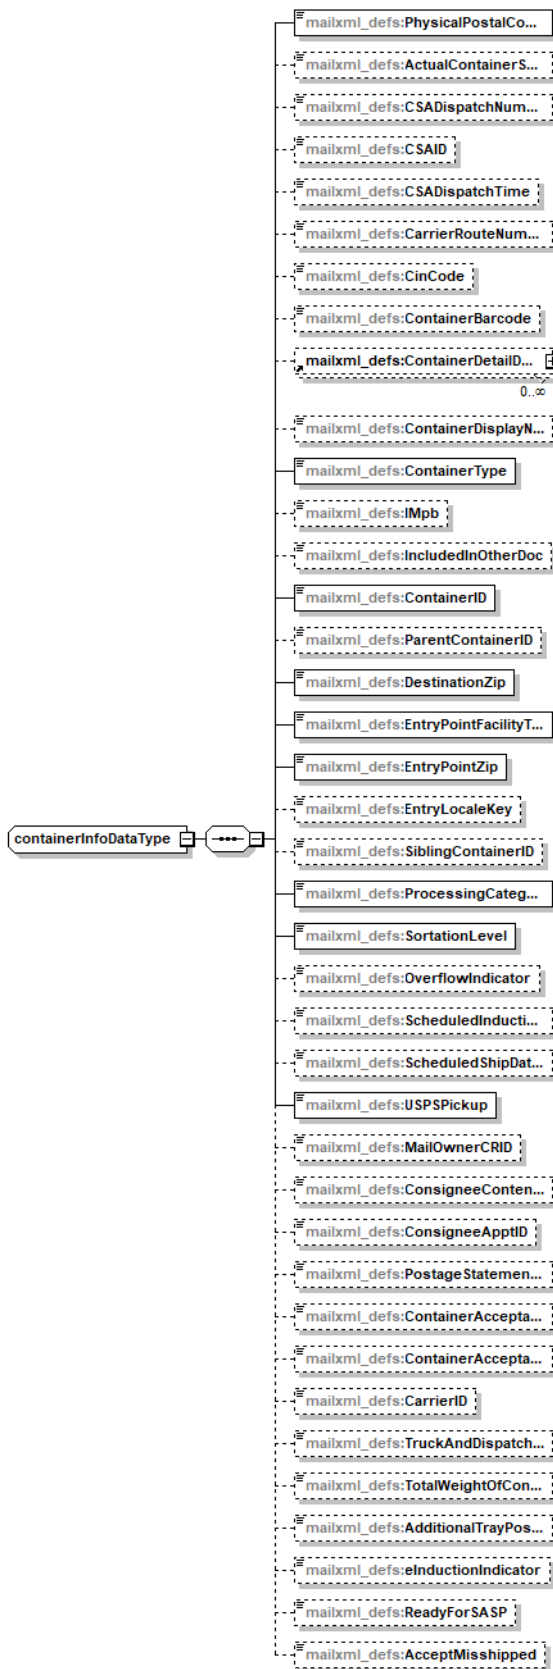 mailxml_defs:PhysicalPostalCo...
mailxml_defs:ActualContainerS...
mailxml_defs:CSADispatchNum...
mailxml_defs:CSAID
mailxml_defs:CSADispatchTime
mailxml_defs:CarrierRouteNum...
mailxml_defs:CinCode
mailxml_defs:ContainerBarcode
mailxml_defs:ContainerDetailD...
0..∞
mailxml_defs:ContainerDisplayN...
mailxml_defs:ContainerType
mailxml_defs:IMpb
mailxml_defs:IncludedInOtherDoc
mailxml_defs:ContainerID
mailxml_defs:ParentContainerID
mailxml_defs:DestinationZip
mailxml_defs:EntryPointFacilityT...
mailxml_defs:EntryPointZip
mailxml_defs:EntryLocaleKey
containerInfoDataType
mailxml_defs:SiblingContainerID
mailxml_defs:ProcessingCateg...
mailxml_defs:SortationLevel
mailxml_defs:OverflowIndicator
mailxml_defs:ScheduledInducti...
mailxml_defs:ScheduledShipDat...
mailxml_defs:USPSPickup
mailxml_defs:MailOwnerCRID
mailxml_defs:ConsigneeConten...
mailxml_defs:ConsigneeApptID
mailxml_defs:PostageStatemen...
mailxml_defs:ContainerAccepta...
mailxml_defs:ContainerAccepta...
mailxml_defs:CarrierID
mailxml_defs:TruckAndDispatch...
mailxml_defs:TotalWeightOfCon...
mailxml_defs:AdditionalTrayPos...
mailxml_defs:eInductionIndicator
mailxml_defs:ReadyForSASP
mailxml_defs:AcceptMisshipped